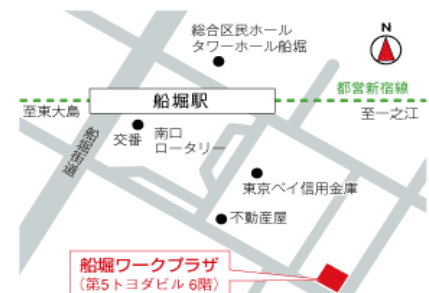 N
総合区民ホール
タワーホール船堀
都営新宿線
船堀駅
至東大島
至一之江
船堀街道
交番
南口
ロータリー
東京ベイ信用金庫
不動産屋
船堀ワークプラザ
(第5トヨダビル 6階)